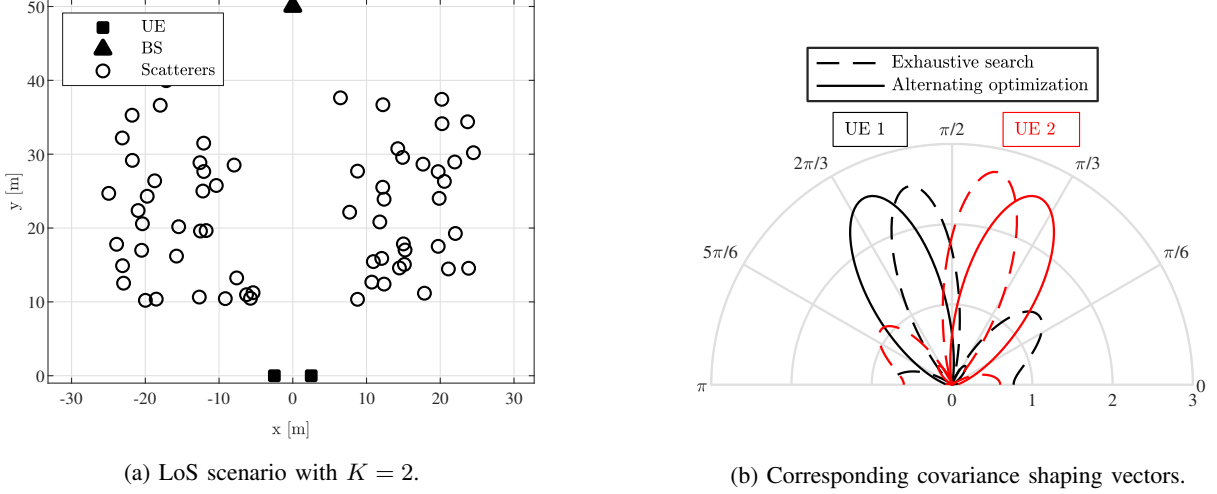 50
40
30
20
10
0
y [m]
UE
BS
Scatterers
-30 -20 -10 0 10 20 30
x [m]
(a) LoS scenario with K = 2.
Exhaustive search
Alternating optimization
UE 1
UE 2
π/2
2π/3
π/3
5π/6
π/6
π
0
0 1 2 3
(b) Corresponding covariance shaping vectors.